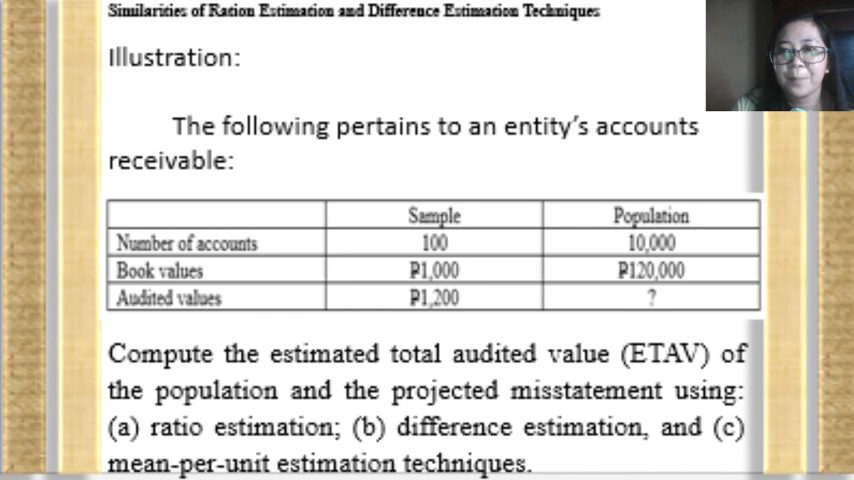 Similarities of Ration Estimation and Difference Estimation Techniques
Illustration:
The following pertains to an entity's accounts
receivable:
Sample Population
Number of accounts 100 10,000
Book values ₱1,000 ₱120,000
Audited values ₱1,200 ?
Compute the estimated total audited value (ETAV) of
the population and the projected misstatement using:
(a) ratio estimation; (b) difference estimation, and (c)
mean-per-unit estimation techniques.